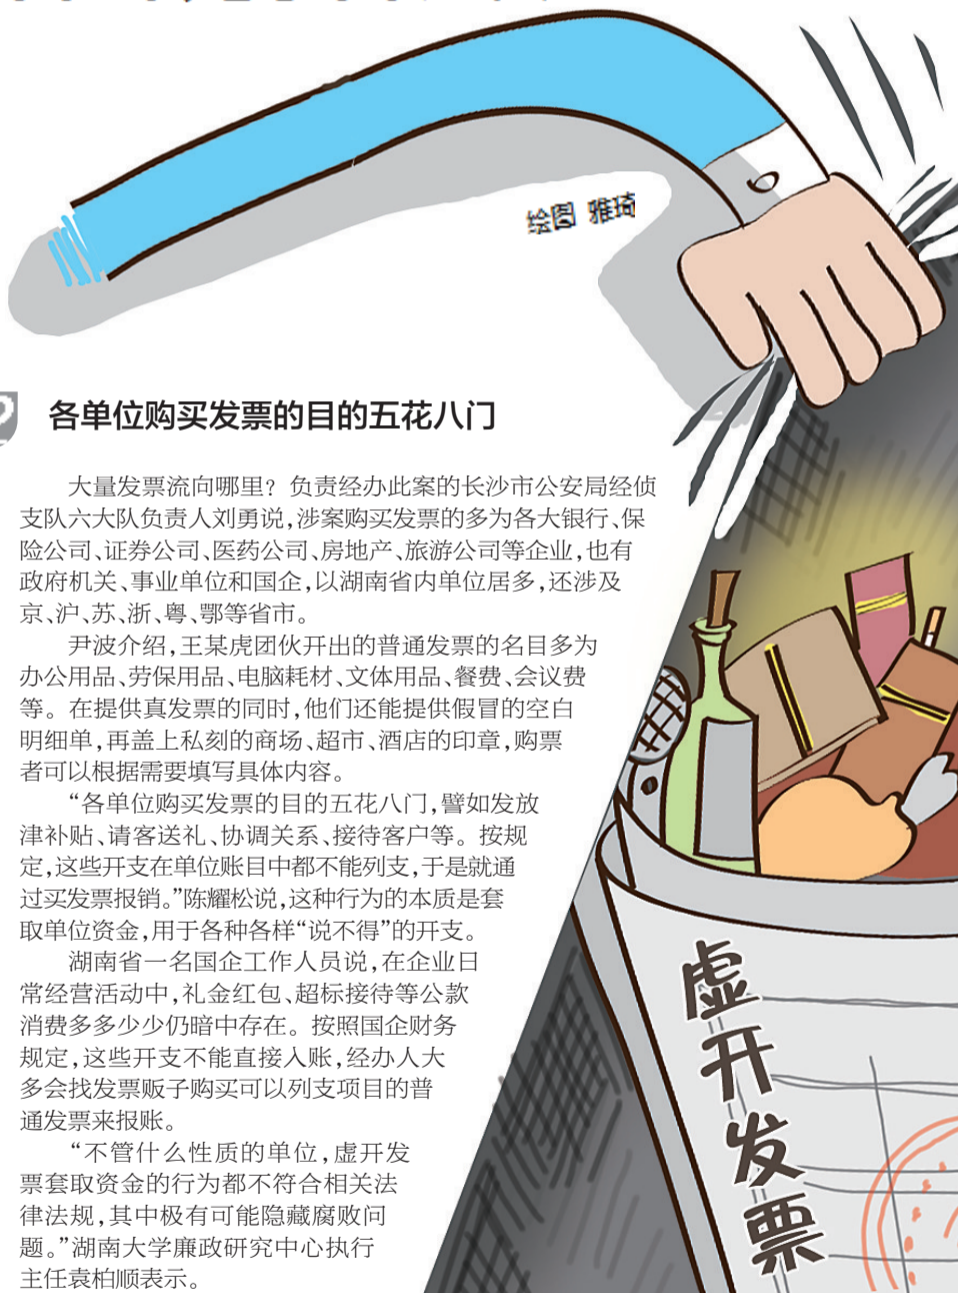 绘图 雅琦
各单位购买发票的目的五花八门
大量发票流向哪里？负责经办此案的长沙市公安局经侦
支队六大队负责人刘勇说，涉案购买发票的多为各大银行、保
险公司、证券公司、医药公司、房地产、旅游公司等企业，也有
政府机关、事业单位和国企，以湖南省内单位居多，还涉及
京、沪、苏、浙、粤、鄂等省市。
尹波介绍，王某虎团伙开出的普通发票的名目多为
办公用品、劳保用品、电脑耗材、文体用品、餐费、会议费
等。在提供真发票的同时，他们还能提供假冒的空白
明细单，再盖上私刻的商场、超市、酒店的印章，购票
者可以根据需要填写具体内容。
“各单位购买发票的目的五花八门，譬如发放
津补贴、请客送礼、协调关系、接待客户等。按规
定，这些开支在单位账目中都不能列支，于是就通
过买发票报销。”陈耀松说，这种行为的本质是套
取单位资金，用于各种各样“说不得”的开支。
湖南省一名国企工作人员说，在企业日
常经营活动中，礼金红包、超标接待等公款
消费多多少少仍暗中存在。按照国企财务
规定，这些开支不能直接入账，经办人大
多会找发票贩子购买可以列支项目的普
通发票来报账。
“不管什么性质的单位，虚开发
票套取资金的行为都不符合相关法
律法规，其中极有可能隐藏腐败问
题。”湖南大学廉政研究中心执行
主任袁柏顺表示。
虚开发票